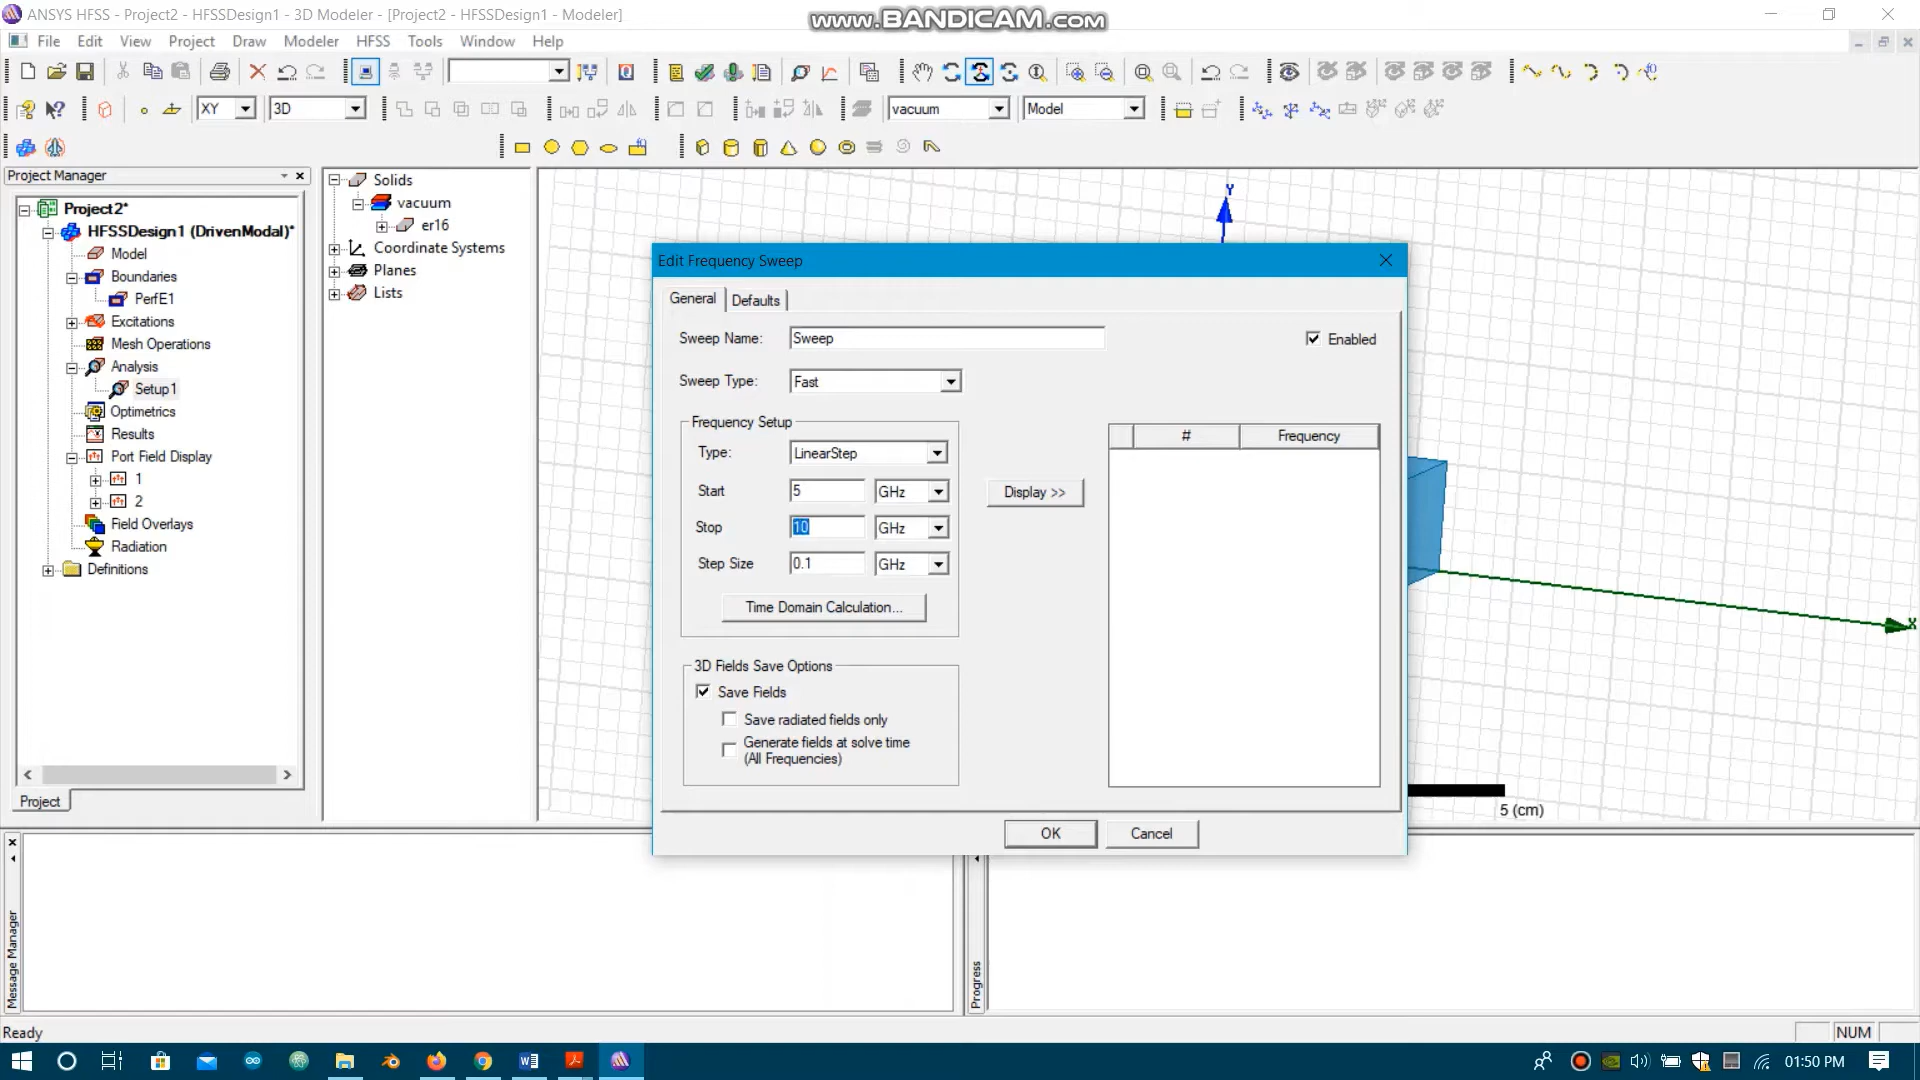 ANSYS HFSS - Project2 - HFSSDesign1 - 3D Modeler - [Project2 - HFSSDesign1 - Modeler]
www.BANDICAM.com
File Edit View Project Draw Modeler HFSS Tools Window Help
XY 3D vacuum Model
Project Manager
Project2*
HFSSDesign1 (DrivenModal)*
Model
Boundaries
PerfE1
Excitations
Mesh Operations
Analysis
Setup1
Optimetrics
Results
Port Field Display
1
2
Field Overlays
Radiation
Definitions
Project
Solids
vacuum
er16
Coordinate Systems
Planes
Lists
Y
X
5 (cm)
Edit Frequency Sweep
General Defaults
Sweep Name: Sweep
Enabled
Sweep Type: Fast
Frequency Setup
Type: LinearStep
Start 5 GHz
Stop 10 GHz
Step Size 0.1 GHz
Time Domain Calculation...
Display >>
# Frequency
3D Fields Save Options
Save Fields
Save radiated fields only
Generate fields at solve time
(All Frequencies)
OK Cancel
Message Manager
Progress
Ready
NUM
01:50 PM